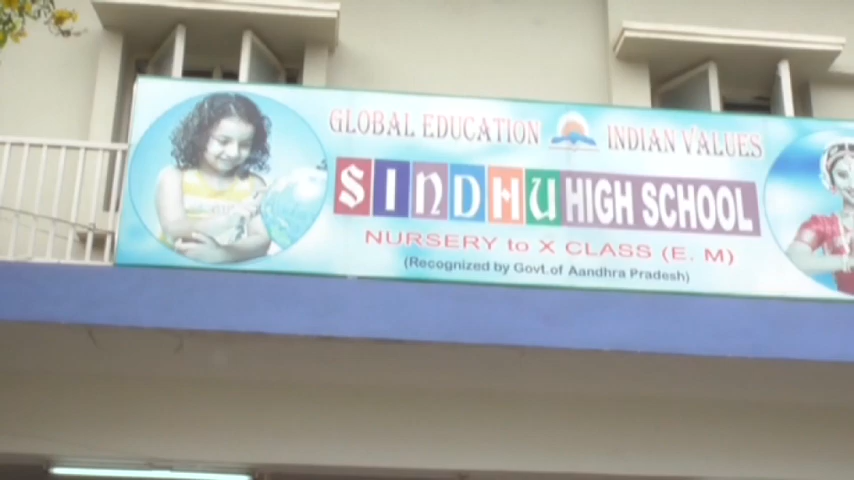 GLOBAL EDUCATION INDIAN VALUES
SINDHU HIGH SCHOOL
NURSERY to X CLASS (E. M)
(Recognized by Govt.of Aandhra Pradesh)